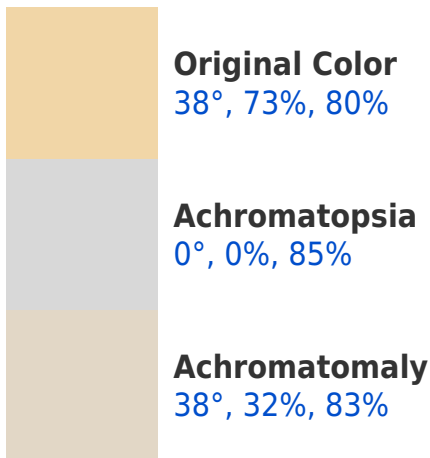 Original Color
38°, 73%, 80%
Achromatopsia
0°, 0%, 85%
Achromatomaly
38°, 32%, 83%